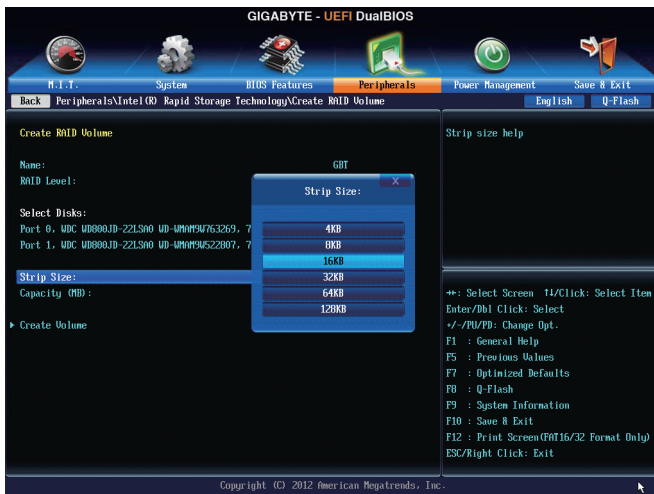 GIGABYTE - UEFI DualBIOS
M.I.T.
System
BIOS Features
Peripherals
Power Management
Save & Exit
Back Peripherals\Intel(R) Rapid Storage Technology\Create RAID Volume
English
Q-Flash
Create RAID Volume
Name: GBT
RAID Level:
Select Disks:
Port 0, WDC WD800JD-22LSA0 WD-WMAM9W763269, 7
Port 1, WDC WD800JD-22LSA0 WD-WMAM9W522807, 7
Strip Size:
Capacity (MB):
Create Volume
Strip Size:
X
4KB
8KB
16KB
32KB
64KB
128KB
Strip size help
→←: Select Screen ↑↓/Click: Select Item
Enter/Dbl Click: Select
+/-/PU/PD: Change Opt.
F1 : General Help
F5 : Previous Values
F7 : Optimized Defaults
F8 : Q-Flash
F9 : System Information
F10 : Save & Exit
F12 : Print Screen(FAT16/32 Format Only)
ESC/Right Click: Exit
Copyright (C) 2012 American Megatrends, Inc.